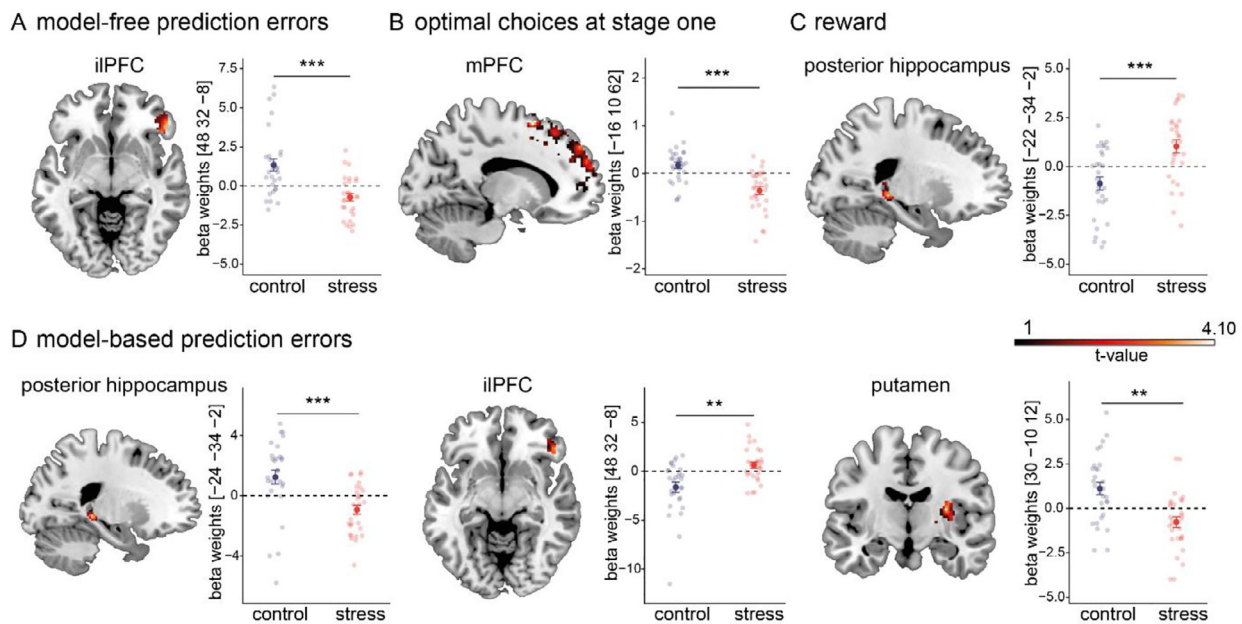 A model-free prediction errors
ilPFC
beta weights [48 32 −8]
7.5
5.0
2.5
0.0
−2.5
−5.0
***
control stress
B optimal choices at stage one
mPFC
beta weights [−16 10 62]
2
1
0
−1
−2
***
control stress
C reward
posterior hippocampus
beta weights [−22 −34 −2]
5.0
2.5
0.0
−2.5
−5.0
***
control stress
1 4.10
t-value
D model-based prediction errors
posterior hippocampus
beta weights [−24 −34 −2]
4
0
−4
***
control stress
ilPFC
beta weights [48 32 −8]
5
0
−5
−10
**
control stress
putamen
beta weights [30 −10 12]
5.0
2.5
0.0
−2.5
−5.0
**
control stress